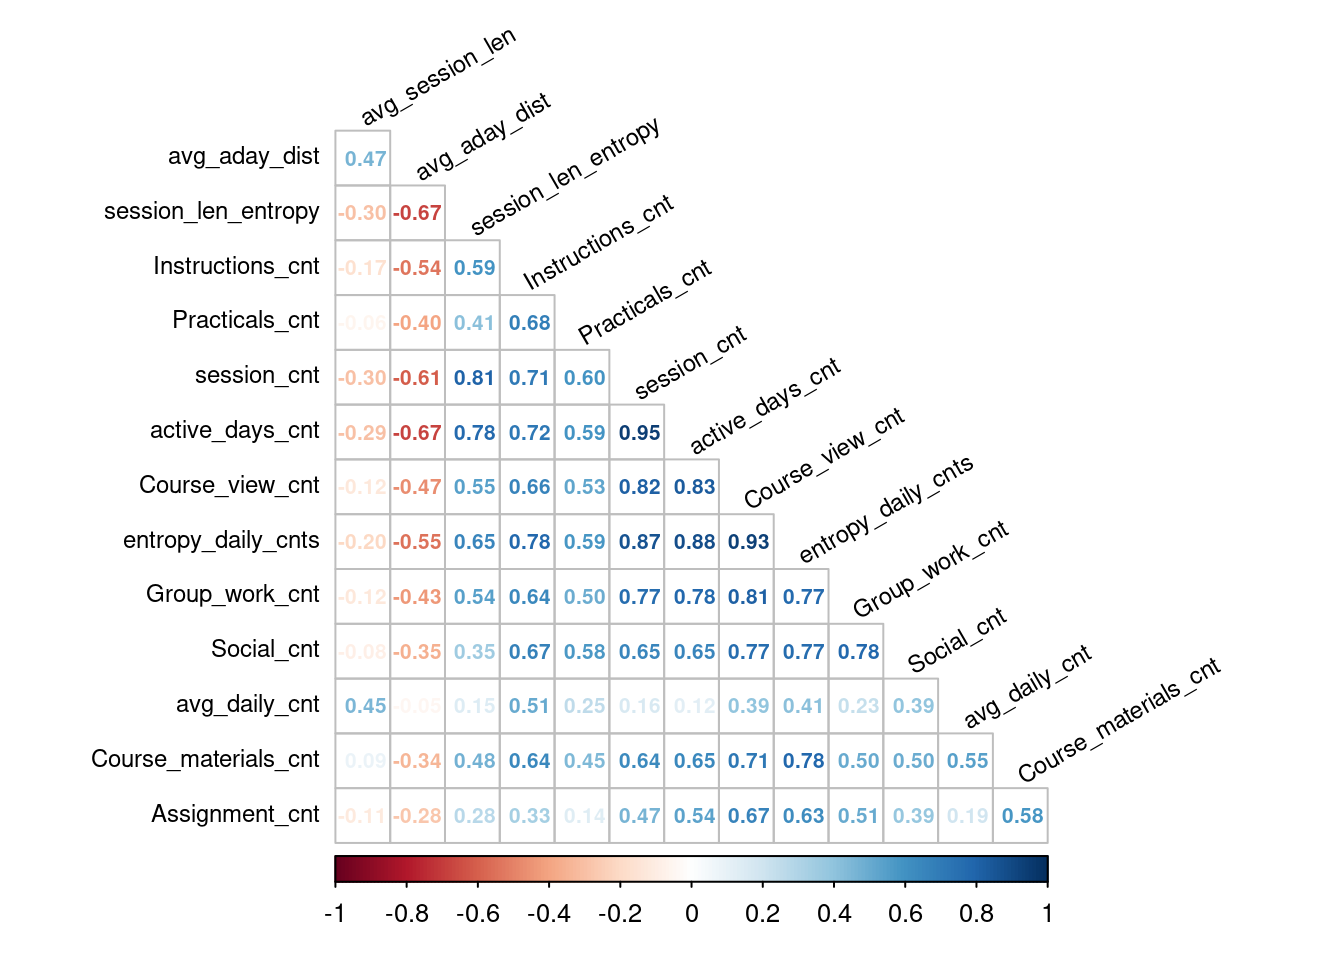 avg_session_len
avg_aday_dist
session_len_entropy
Instructions_cnt
Practicals_cnt
session_cnt
active_days_cnt
Course_view_cnt
entropy_daily_cnts
Group_work_cnt
Social_cnt
avg_daily_cnt
Course_materials_cnt
avg_aday_dist 0.47
session_len_entropy -0.30 -0.67
Instructions_cnt -0.17 -0.54 0.59
Practicals_cnt -0.06 -0.40 0.41 0.68
session_cnt -0.30 -0.61 0.81 0.71 0.60
active_days_cnt -0.29 -0.67 0.78 0.72 0.59 0.95
Course_view_cnt -0.12 -0.47 0.55 0.66 0.53 0.82 0.83
entropy_daily_cnts -0.20 -0.55 0.65 0.78 0.59 0.87 0.88 0.93
Group_work_cnt -0.12 -0.43 0.54 0.64 0.50 0.77 0.78 0.81 0.77
Social_cnt -0.08 -0.35 0.35 0.67 0.58 0.65 0.65 0.77 0.77 0.78
avg_daily_cnt 0.45 -0.05 0.15 0.51 0.25 0.16 0.12 0.39 0.41 0.23 0.39
Course_materials_cnt 0.09 -0.34 0.48 0.64 0.45 0.64 0.65 0.71 0.78 0.50 0.50 0.55
Assignment_cnt -0.11 -0.28 0.28 0.33 0.14 0.47 0.54 0.67 0.63 0.51 0.39 0.19 0.58
-1 -0.8 -0.6 -0.4 -0.2 0 0.2 0.4 0.6 0.8 1